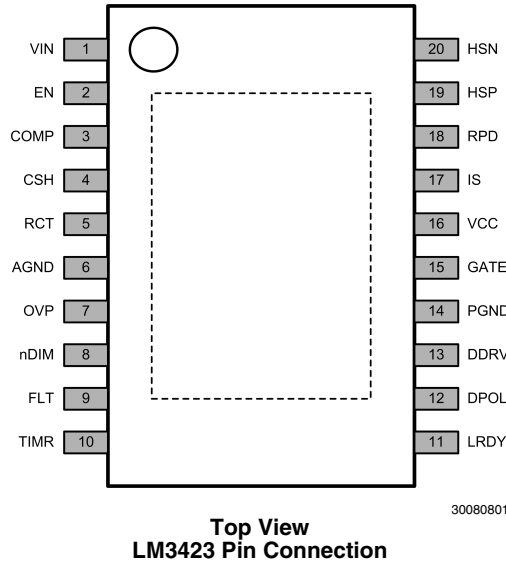 VIN 1 20 HSN
EN 2 19 HSP
COMP 3 18 RPD
CSH 4 17 IS
RCT 5 16 VCC
AGND 6 15 GATE
OVP 7 14 PGND
nDIM 8 13 DDRV
FLT 9 12 DPOL
TIMR 10 11 LRDY
30080801
Top View
LM3423 Pin Connection